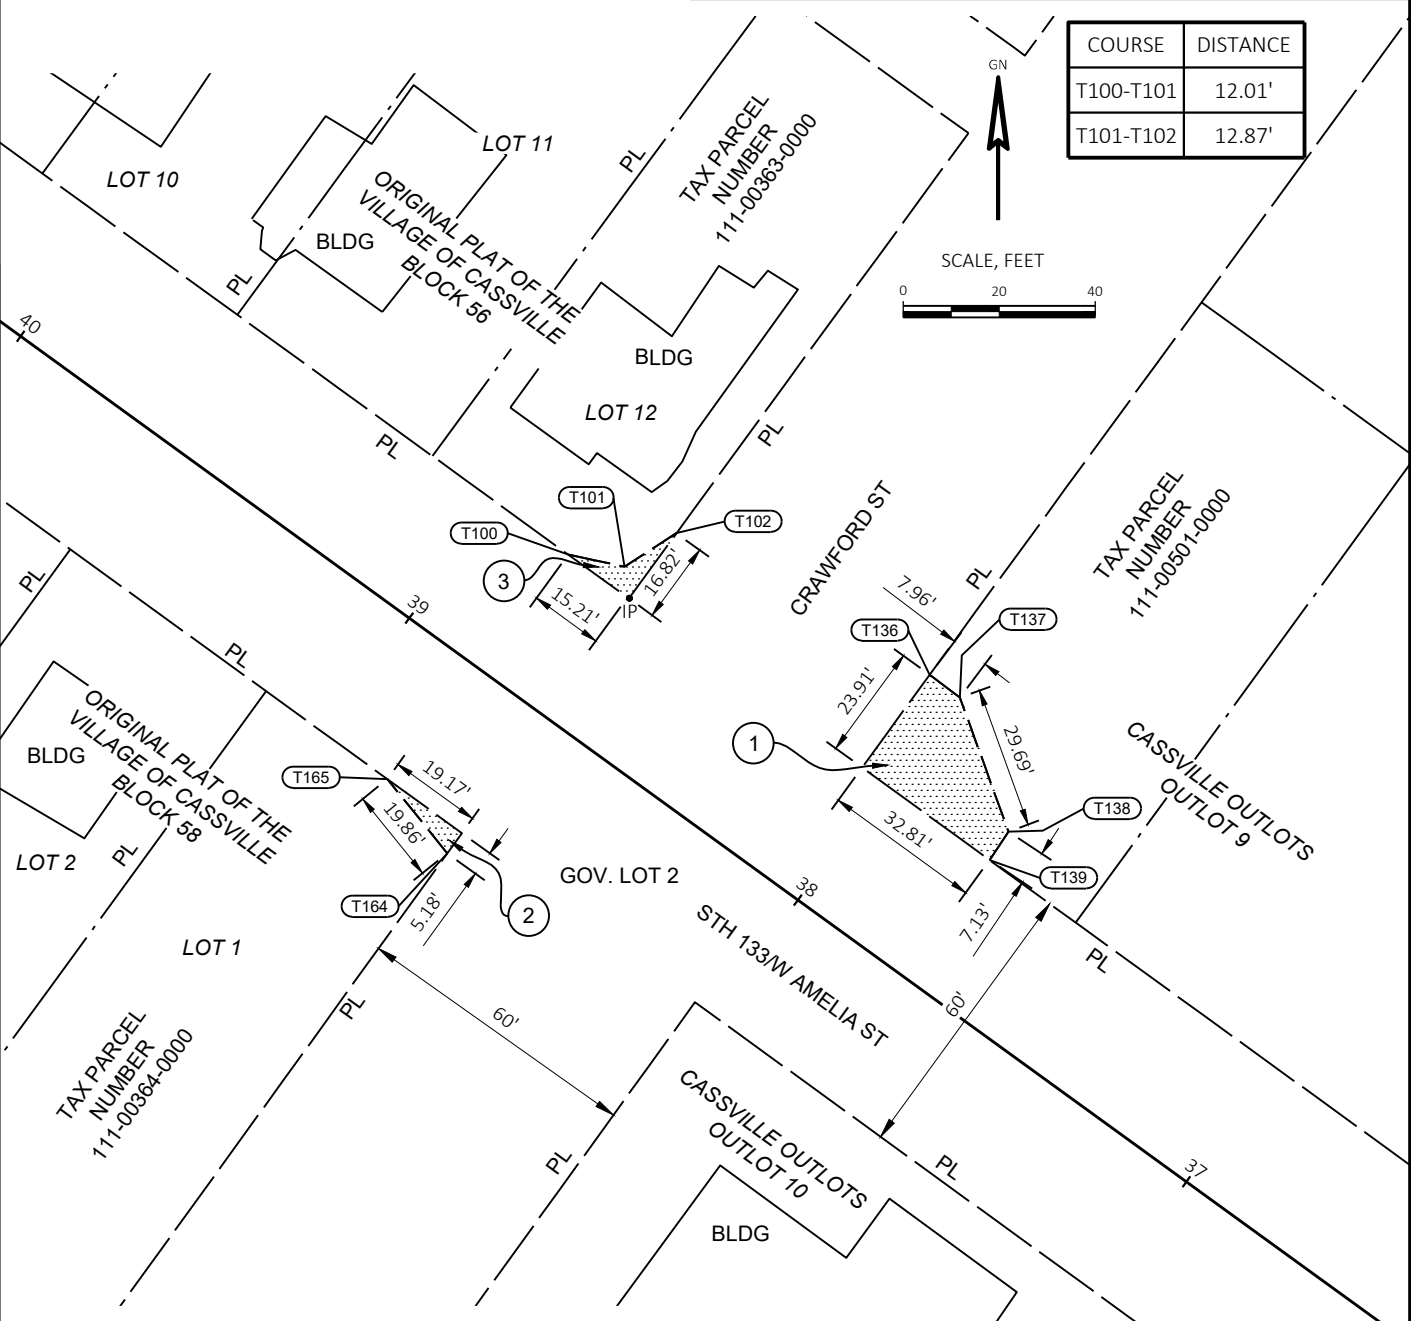 COURSE DISTANCE
T100-T101 12.01'
T101-T102 12.87'
GN
SCALE, FEET
0 20 40
LOT 10
LOT 11
PL
TAX PARCEL
NUMBER
111-00363-0000
BLDG
ORIGINAL PLAT OF THE
VILLAGE OF CASSVILLE
BLOCK 56
PL
40
BLDG
LOT 12
PL
PL
T101
T100
T102
3
15.21'
16.82'
IP
CRAWFORD ST
TAX PARCEL
NUMBER
111-00501-0000
PL
39
7.96'
PL
T136
T137
23.91'
29.69'
1
32.81'
T138
T139
7.13'
CASSVILLE OUTLOTS
OUTLOT 9
PL
PL
BLDG
ORIGINAL PLAT OF THE
VILLAGE OF CASSVILLE
BLOCK 58
T165
19.17'
19.86'
T164
5.18'
2
LOT 2
PL
GOV. LOT 2
38
STH 133/W AMELIA ST
LOT 1
PL
60'
60'
TAX PARCEL
NUMBER
111-00364-0000
CASSVILLE OUTLOTS
OUTLOT 10
PL
PL
37
BLDG